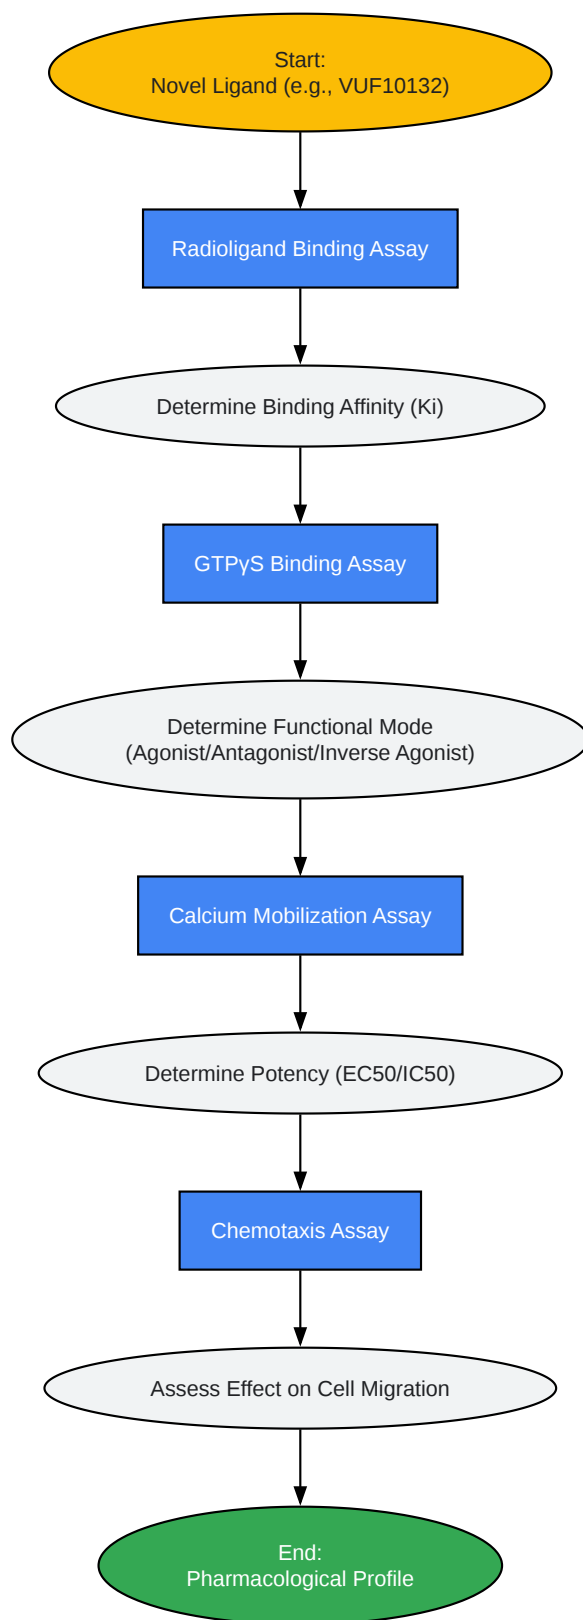 Start:
Novel Ligand (e.g., VUF10132)
Radioligand Binding Assay
Determine Binding Affinity (Ki)
GTPγS Binding Assay
Determine Functional Mode
(Agonist/Antagonist/Inverse Agonist)
Calcium Mobilization Assay
Determine Potency (EC50/IC50)
Chemotaxis Assay
Assess Effect on Cell Migration
End:
Pharmacological Profile